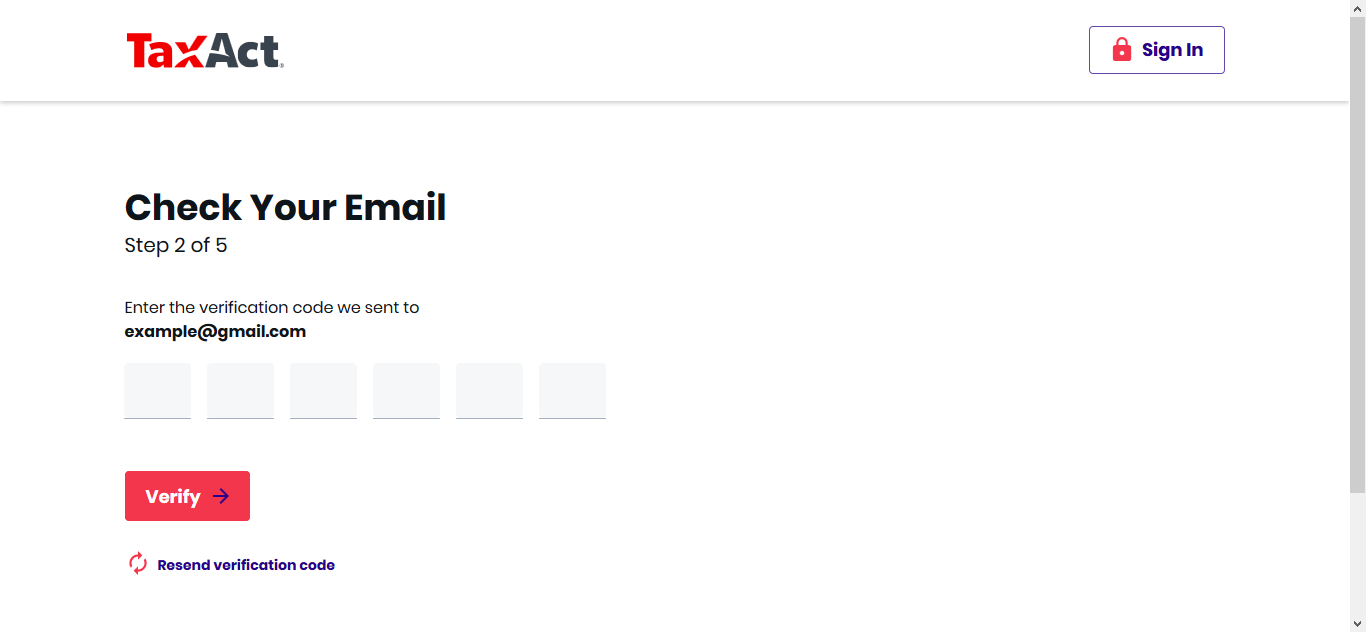 TaxAct®
Sign In
Check Your Email
Step 2 of 5
Enter the verification code we sent to
example@gmail.com
Verify
Resend verification code